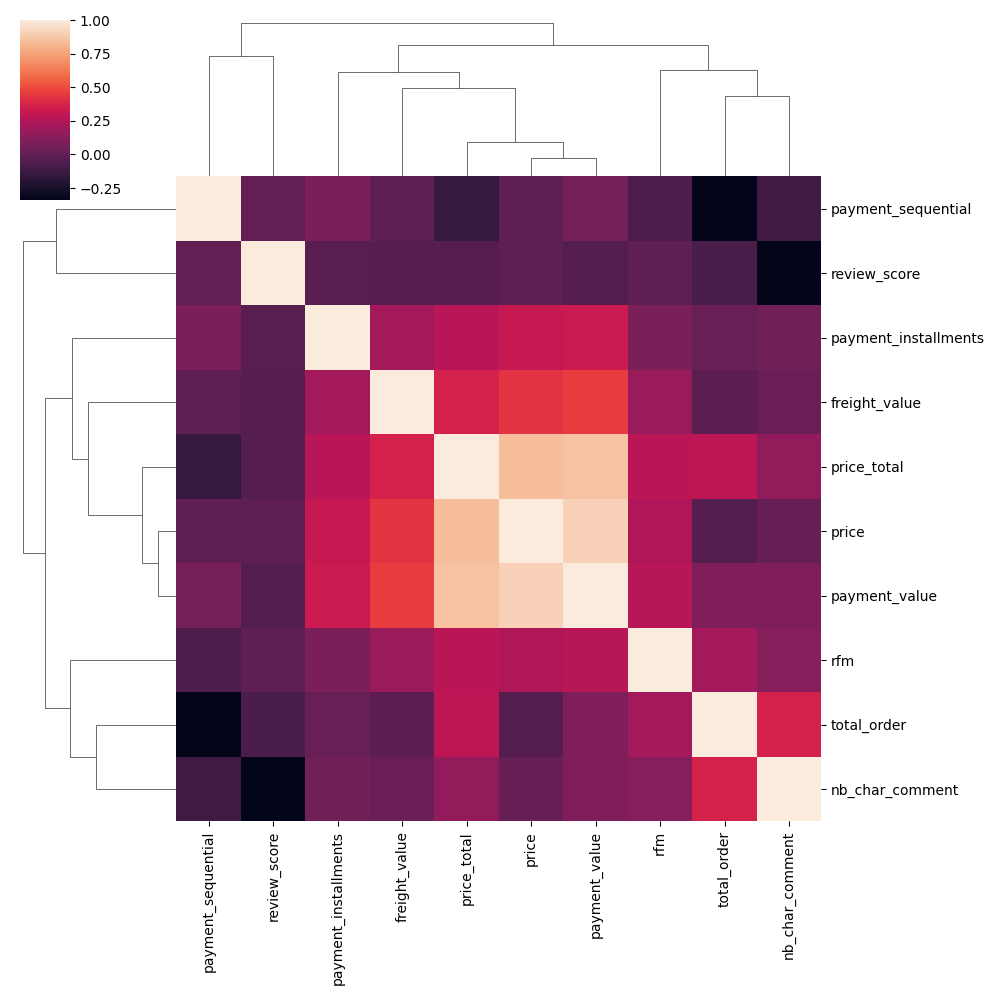 1.00
0.75
0.50
0.25
0.00
−0.25
payment_sequential
review_score
payment_installments
freight_value
price_total
price
payment_value
rfm
total_order
nb_char_comment
payment_sequential
review_score
payment_installments
freight_value
price_total
price
payment_value
rfm
total_order
nb_char_comment